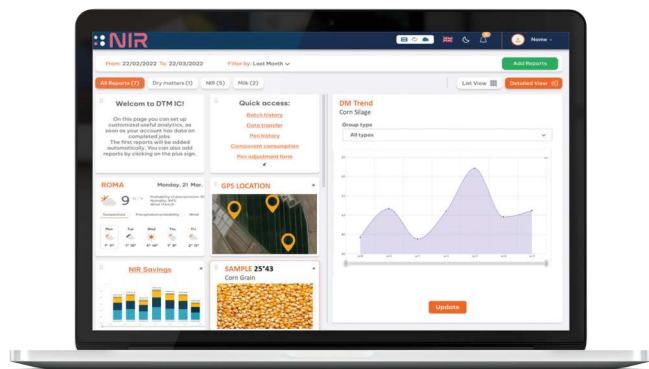 NIR
Nome
From: 22/02/2022 To: 22/03/2022
Filter by: Last Month
Add Reports
All Reports (7)
Dry matters (1)
NIR (5)
Milk (2)
List View
Detailed View
Welcom to DTM IC!
On this page you can set up
customized useful analytics, as
soon as your account has data on
completed jobs.
The first reports will be added
automatically. You can also add
reports by clicking on the plus sign.
Quick access:
Batch history
Data transfer
Pen history
Component consumption
Pen adjustment form
DM Trend
Corn Silage
Group type
All types
ROMA
Monday, 21 Mar.
9
Temperature
Precipitation probability
Wind
Mon
Tue
Wed
Thu
Fri
GPS LOCATION
NIR Savings
SAMPLE 25°43
Corn Grain
Update